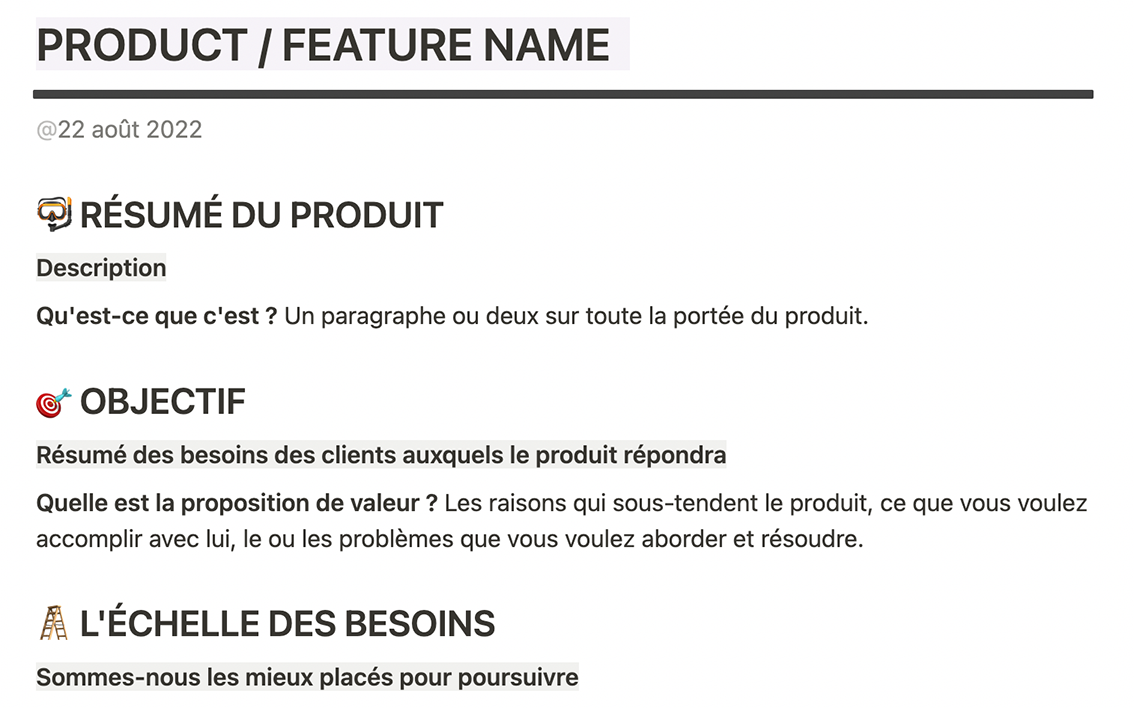 PRODUCT / FEATURE NAME
@22 août 2022
RÉSUMÉ DU PRODUIT
Description
Qu'est-ce que c'est ? Un paragraphe ou deux sur toute la portée du produit.
OBJECTIF
Résumé des besoins des clients auxquels le produit répondra
Quelle est la proposition de valeur ? Les raisons qui sous-tendent le produit, ce que vous voulez
accomplir avec lui, le ou les problèmes que vous voulez aborder et résoudre.
L'ÉCHELLE DES BESOINS
Sommes-nous les mieux placés pour poursuivre